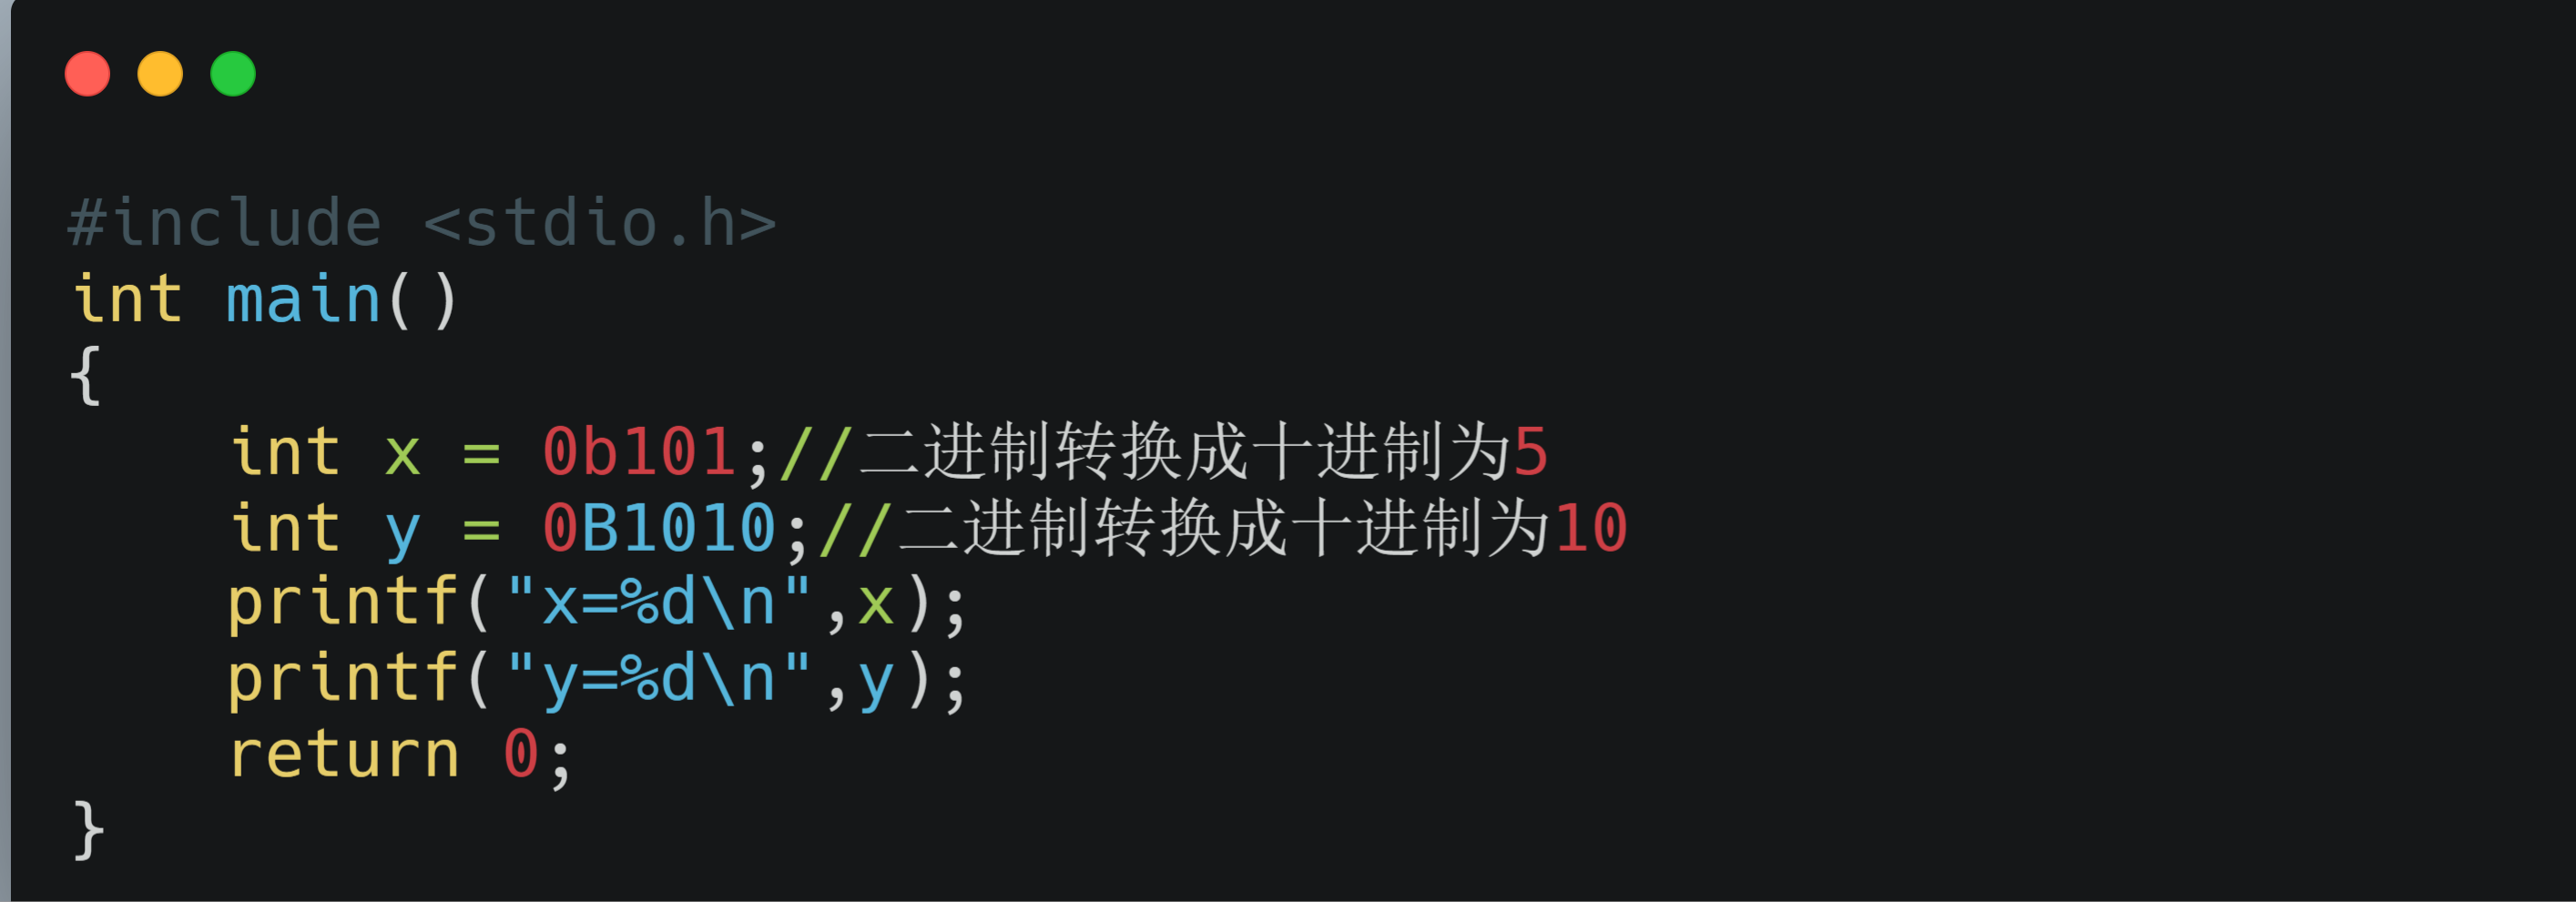 #include <stdio.h>
int main()
{
    int x = 0b101;//二进制转换成十进制为5
    int y = 0B1010;//二进制转换成十进制为10
    printf("x=%d\n",x);
    printf("y=%d\n",y);
    return 0;
}